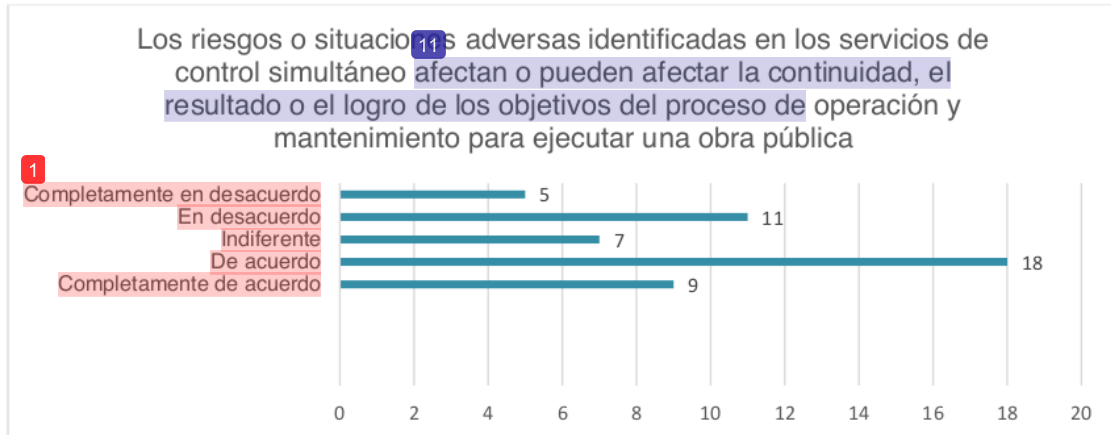 Los riesgos o situaciones adversas identificadas en los servicios de
11
control simultáneo afectan o pueden afectar la continuidad, el
resultado o el logro de los objetivos del proceso de operación y
mantenimiento para ejecutar una obra pública
1
Completamente en desacuerdo 5
En desacuerdo 11
Indiferente 7
De acuerdo 18
Completamente de acuerdo 9
0 2 4 6 8 10 12 14 16 18 20